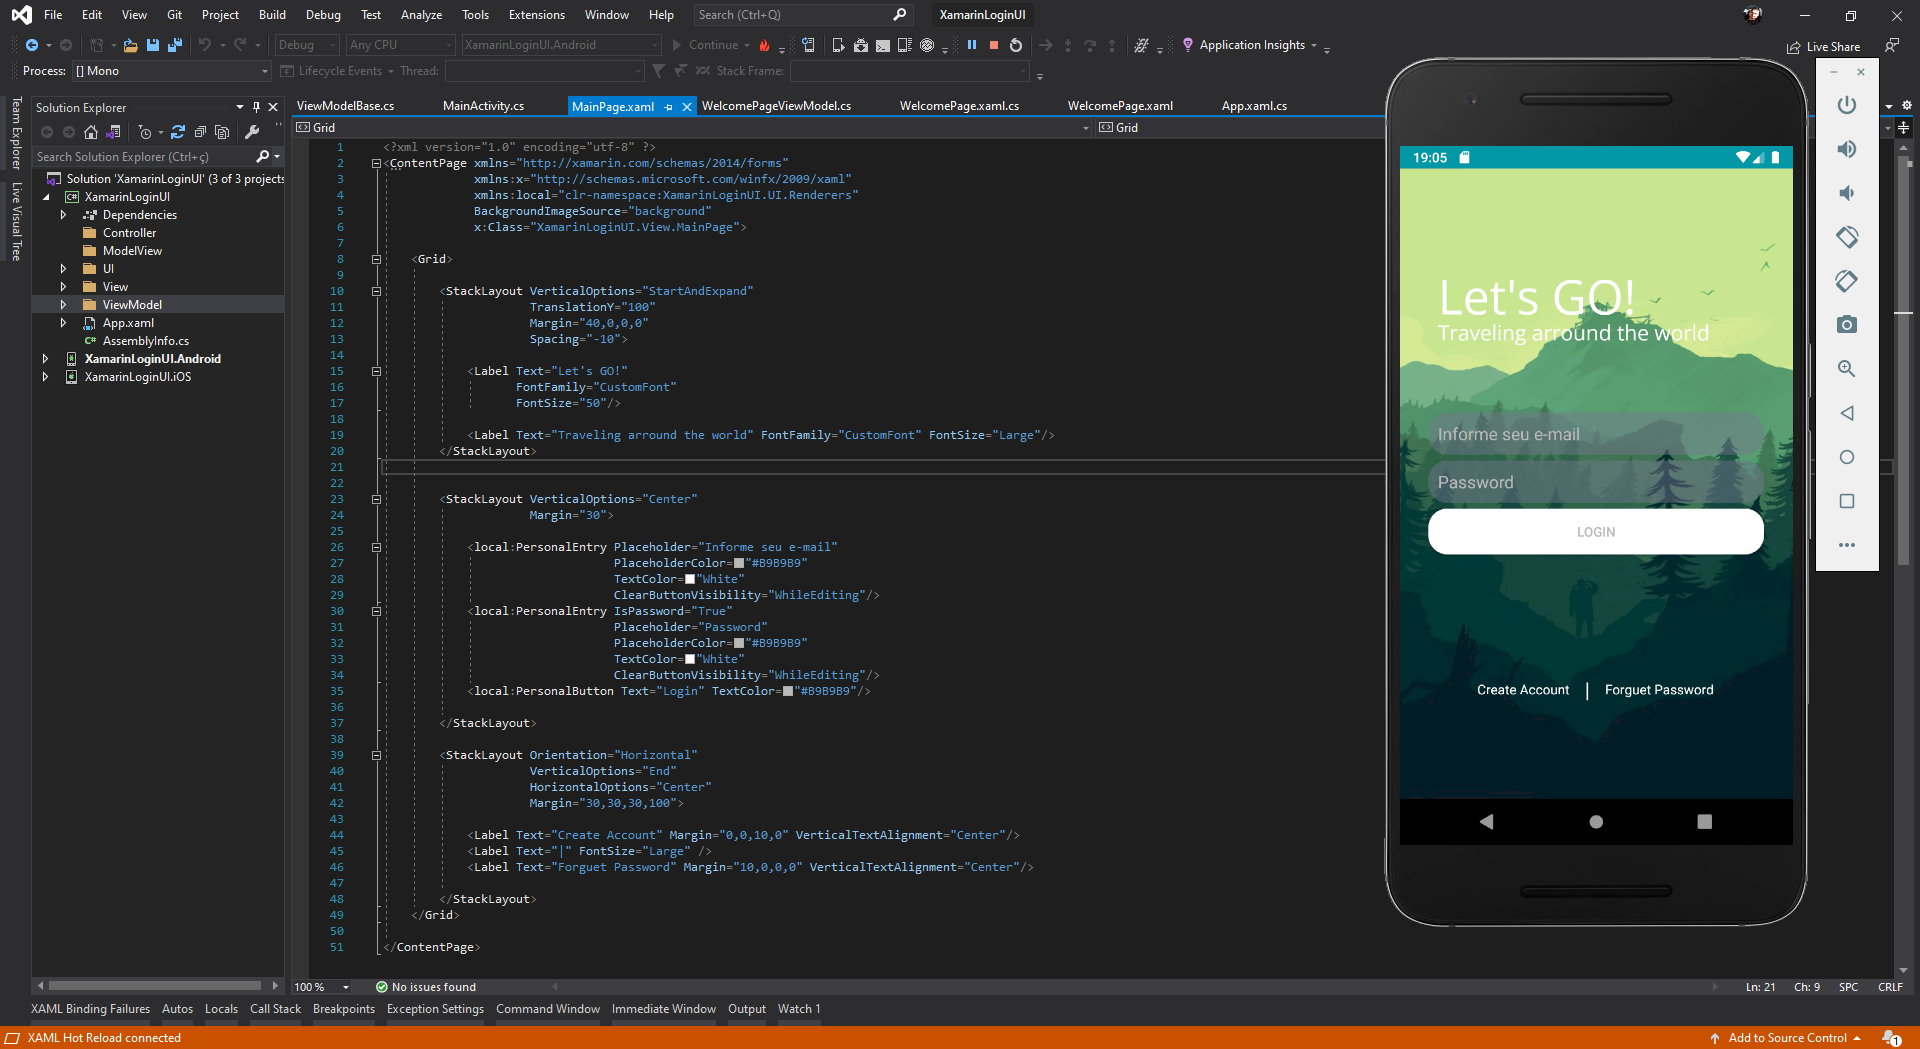 File Edit View Git Project Build Debug Test Analyze Tools Extensions Window Help Search (Ctrl+Q) XamarinLoginUI
Debug Any CPU XamarinLoginUI.Android Continue Application Insights Live Share
Process: [] Mono Lifecycle Events Thread: Stack Frame:
Team Explorer
Live Visual Tree
Solution Explorer
Search Solution Explorer (Ctrl+ç)
Solution 'XamarinLoginUI' (3 of 3 projects
XamarinLoginUI
Dependencies
Controller
ModelView
UI
View
ViewModel
App.xaml
C# AssemblyInfo.cs
XamarinLoginUI.Android
XamarinLoginUI.iOS
ViewModelBase.cs MainActivity.cs MainPage.xaml WelcomePageViewModel.cs WelcomePage.xaml.cs WelcomePage.xaml App.xaml.cs
Grid Grid
1 <?xml version="1.0" encoding="utf-8" ?>
2 <ContentPage xmlns="http://xamarin.com/schemas/2014/forms"
3 xmlns:x="http://schemas.microsoft.com/winfx/2009/xaml"
4 xmlns:local="clr-namespace:XamarinLoginUI.UI.Renderers"
5 BackgroundImageSource="background"
6 x:Class="XamarinLoginUI.View.MainPage">
7
8 <Grid>
9
10 <StackLayout VerticalOptions="StartAndExpand"
11 TranslationY="100"
12 Margin="40,0,0,0"
13 Spacing="-10">
14
15 <Label Text="Let's GO!"
16 FontFamily="CustomFont"
17 FontSize="50"/>
18
19 <Label Text="Traveling arround the world" FontFamily="CustomFont" FontSize="Large"/>
20 </StackLayout>
21
22
23 <StackLayout VerticalOptions="Center"
24 Margin="30">
25
26 <local:PersonalEntry Placeholder="Informe seu e-mail"
27 PlaceholderColor="#B9B9B9"
28 TextColor="White"
29 ClearButtonVisibility="WhileEditing"/>
30 <local:PersonalEntry IsPassword="True"
31 Placeholder="Password"
32 PlaceholderColor="#B9B9B9"
33 TextColor="White"
34 ClearButtonVisibility="WhileEditing"/>
35 <local:PersonalButton Text="Login" TextColor="#B9B9B9"/>
36
37 </StackLayout>
38
39 <StackLayout Orientation="Horizontal"
40 VerticalOptions="End"
41 HorizontalOptions="Center"
42 Margin="30,30,30,100">
43
44 <Label Text="Create Account" Margin="0,0,10,0" VerticalTextAlignment="Center"/>
45 <Label Text="|" FontSize="Large" />
46 <Label Text="Forguet Password" Margin="10,0,0,0" VerticalTextAlignment="Center"/>
47
48 </StackLayout>
49 </Grid>
50
51 </ContentPage>
19:05
Let's GO!
Traveling arround the world
Informe seu e-mail
Password
LOGIN
Create Account | Forguet Password
100 % No issues found Ln: 21 Ch: 9 SPC CRLF
XAML Binding Failures Autos Locals Call Stack Breakpoints Exception Settings Command Window Immediate Window Output Watch 1
XAML Hot Reload connected Add to Source Control 1